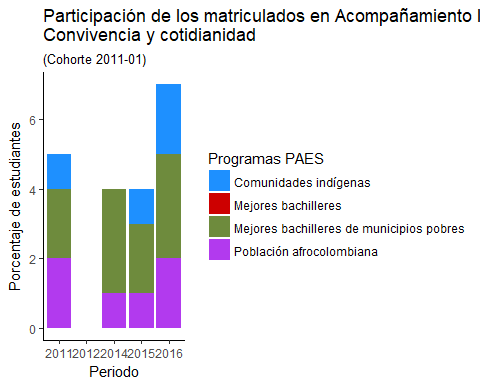 Participación de los matriculados en Acompañamiento
Convivencia y cotidianidad
(Cohorte 2011-01)
Porcentaje de estudiantes
6
4
2
0
2011 2012 2014 2015 2016
Periodo
Programas PAES
Comunidades indígenas
Mejores bachilleres
Mejores bachilleres de municipios pobres
Población afrocolombiana